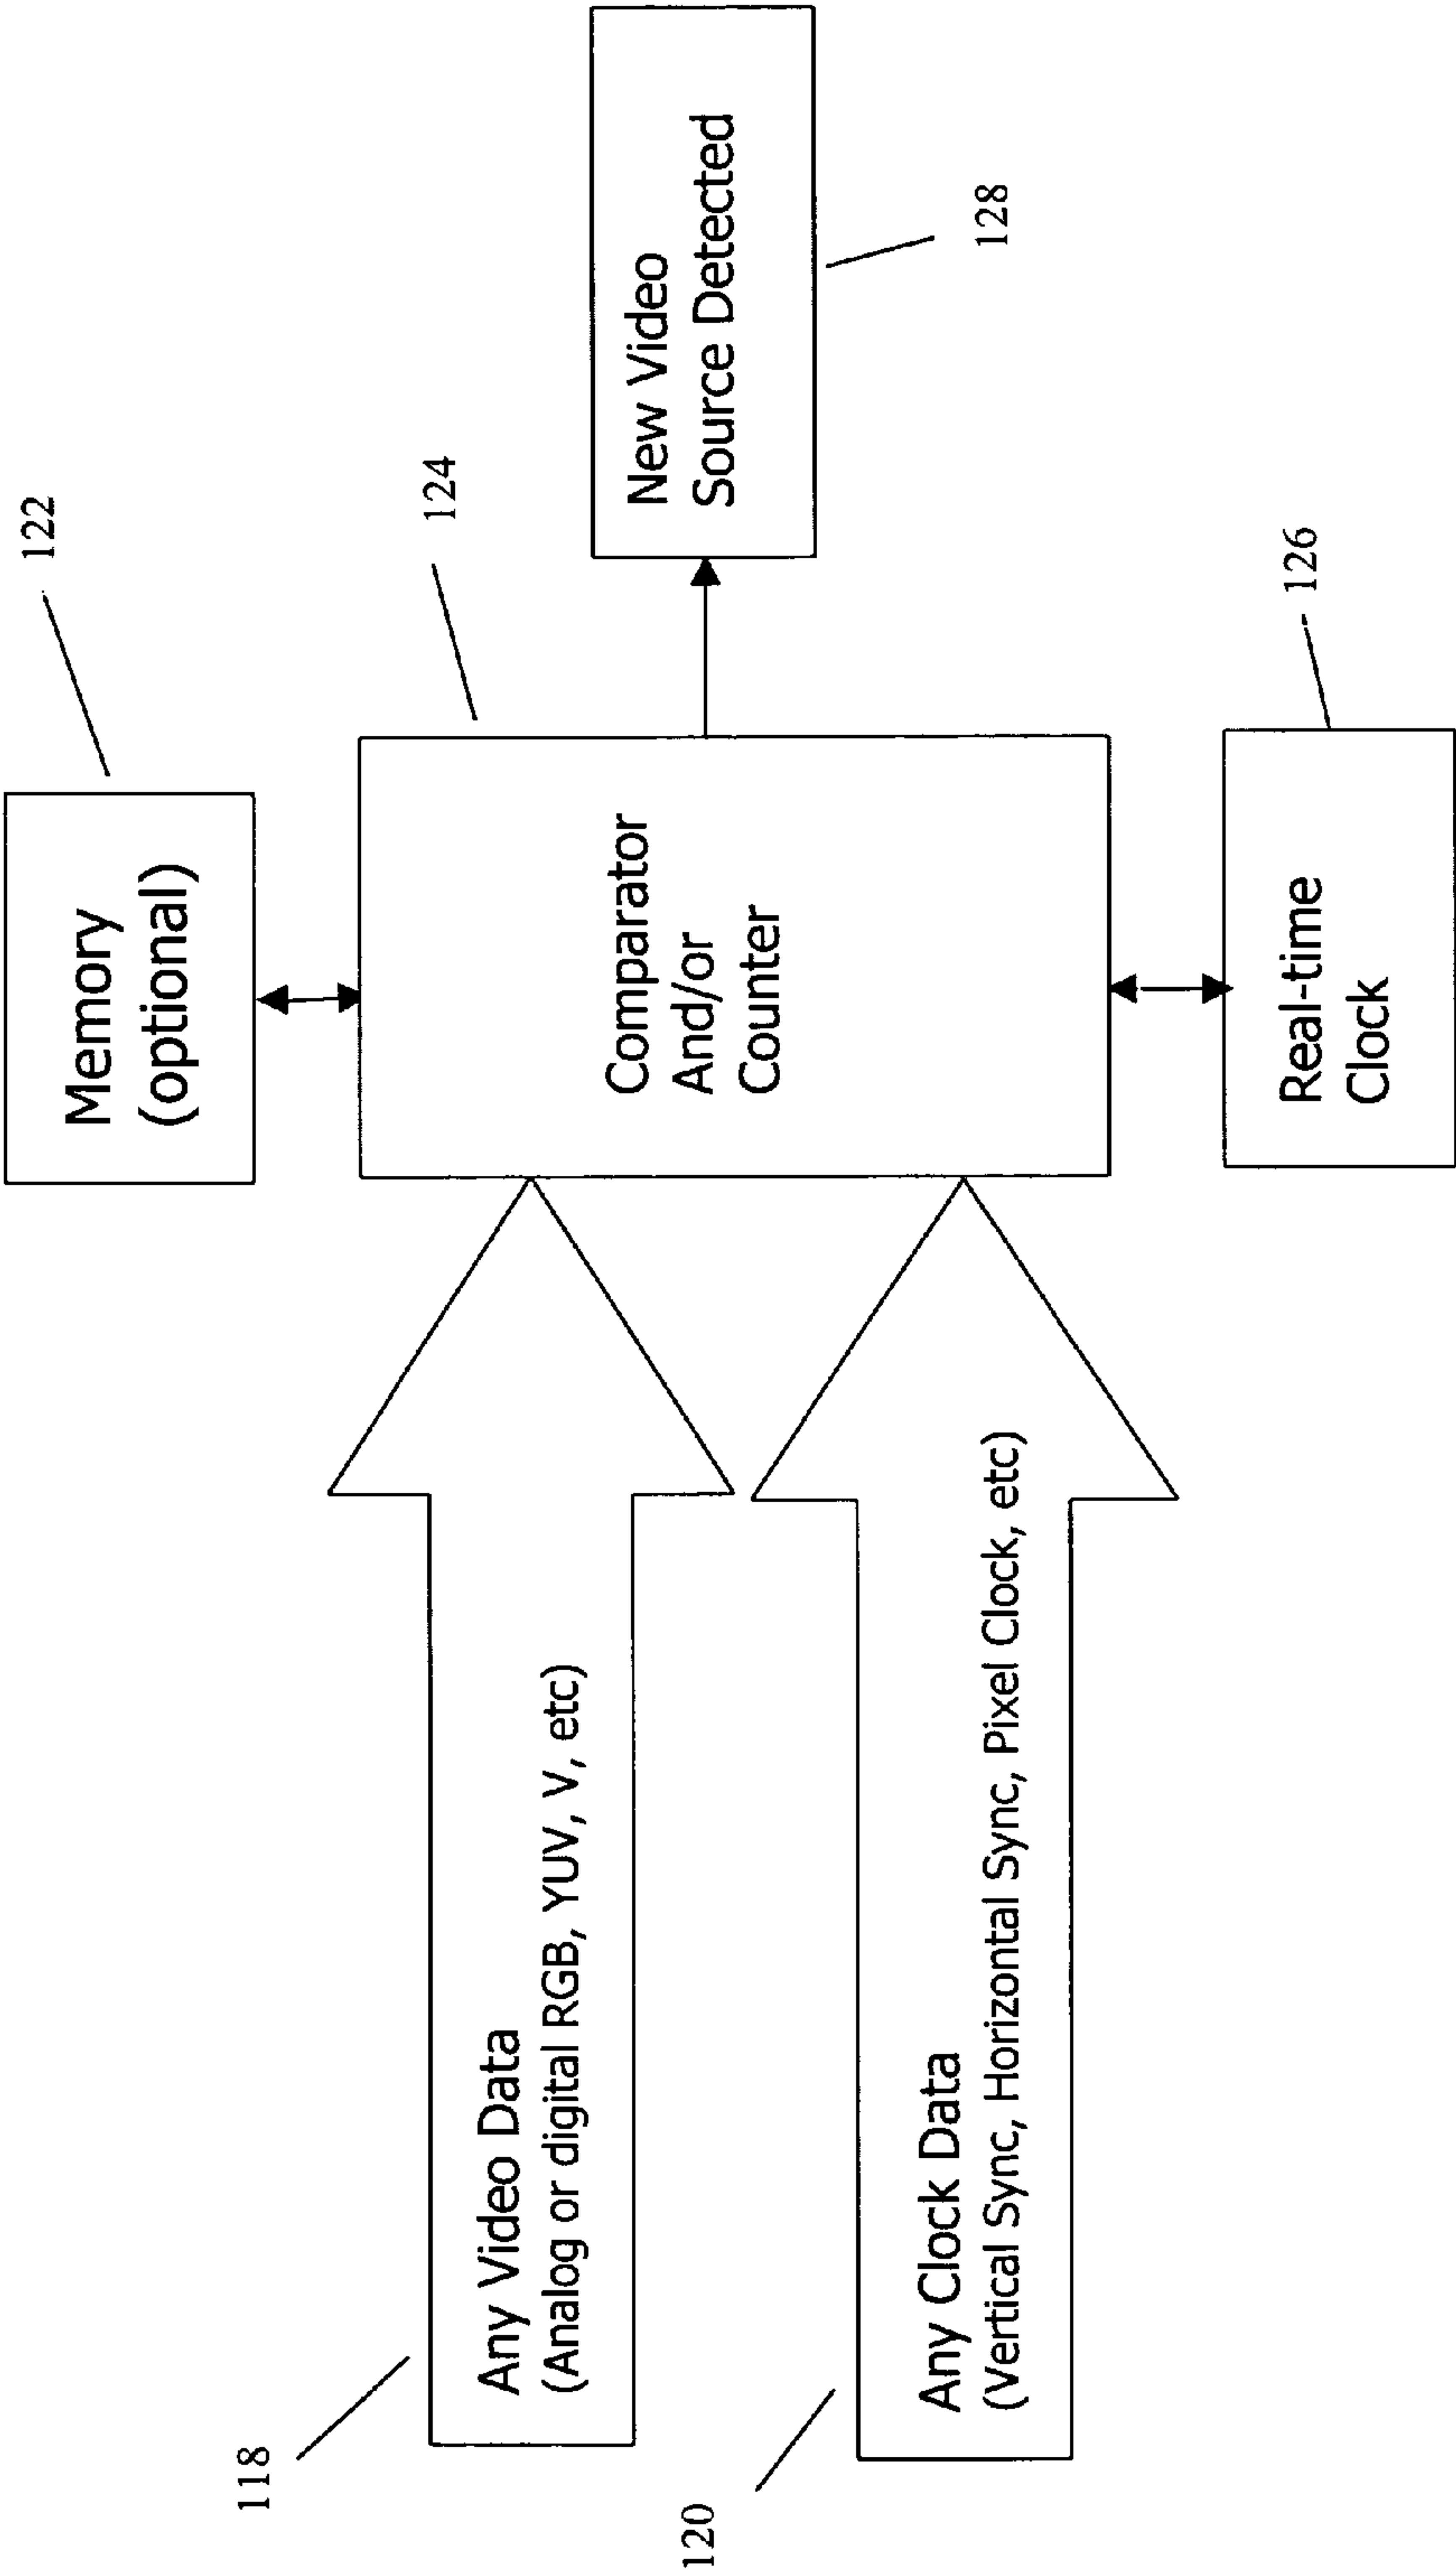 122
Memory
(optional)
124
118
Any Video Data
(Analog or digital RGB, YUV, V, etc)
Comparator
And/or
Counter
New Video
Source Detected
128
120
Any Clock Data
(Vertical Sync, Horizontal Sync, Pixel Clock, etc)
126
Real-time
Clock